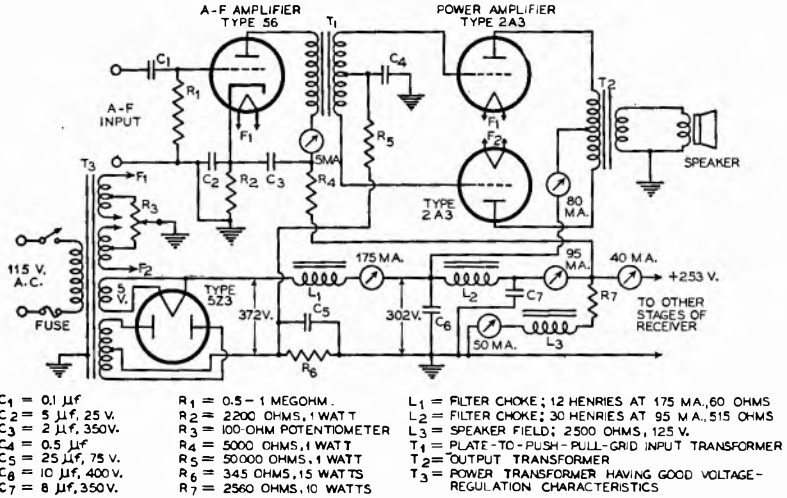 A-F AMPLIFIER
TYPE 56
POWER AMPLIFIER
TYPE 2A3
C1
T1
C4
T2
R1
A-F
INPUT
F1
R5
F1
F2
5MA.
SPEAKER
C2
R2
C3
R4
TYPE
2A3
80
MA.
T3
F1
R3
F2
115 V.
A.C.
FUSE
5
V.
TYPE
5Z3
372V.
L1
175 MA.
302V.
L2
95
MA.
40 MA.
+253 V.
C5
R6
C6
C7
50 MA.
L3
R7
TO OTHER
STAGES OF
RECEIVER
C1 = 0.1 µf
C2 = 5 µf, 25 V.
C3 = 2 µf, 350V.
C4 = 0.5 µf
C5 = 25 µf, 75 V.
C6 = 10 µf, 400 V.
C7 = 8 µf, 350V.
R1 = 0.5 - 1 MEGOHM.
R2 = 2200 OHMS, 1 WATT
R3 = 100-OHM POTENTIOMETER
R4 = 5000 OHMS, 1 WATT
R5 = 50000 OHMS, 1 WATT
R6 = 345 OHMS, 15 WATTS
R7 = 2560 OHMS, 10 WATTS
L1 = FILTER CHOKE; 12 HENRIES AT 175 MA., 60 OHMS
L2 = FILTER CHOKE; 30 HENRIES AT 95 MA., 515 OHMS
L3 = SPEAKER FIELD; 2500 OHMS, 125 V.
T1 = PLATE-TO-PUSH-PULL-GRID INPUT TRANSFORMER
T2 = OUTPUT TRANSFORMER
T3 = POWER TRANSFORMER HAVING GOOD VOLTAGE-
REGULATION CHARACTERISTICS